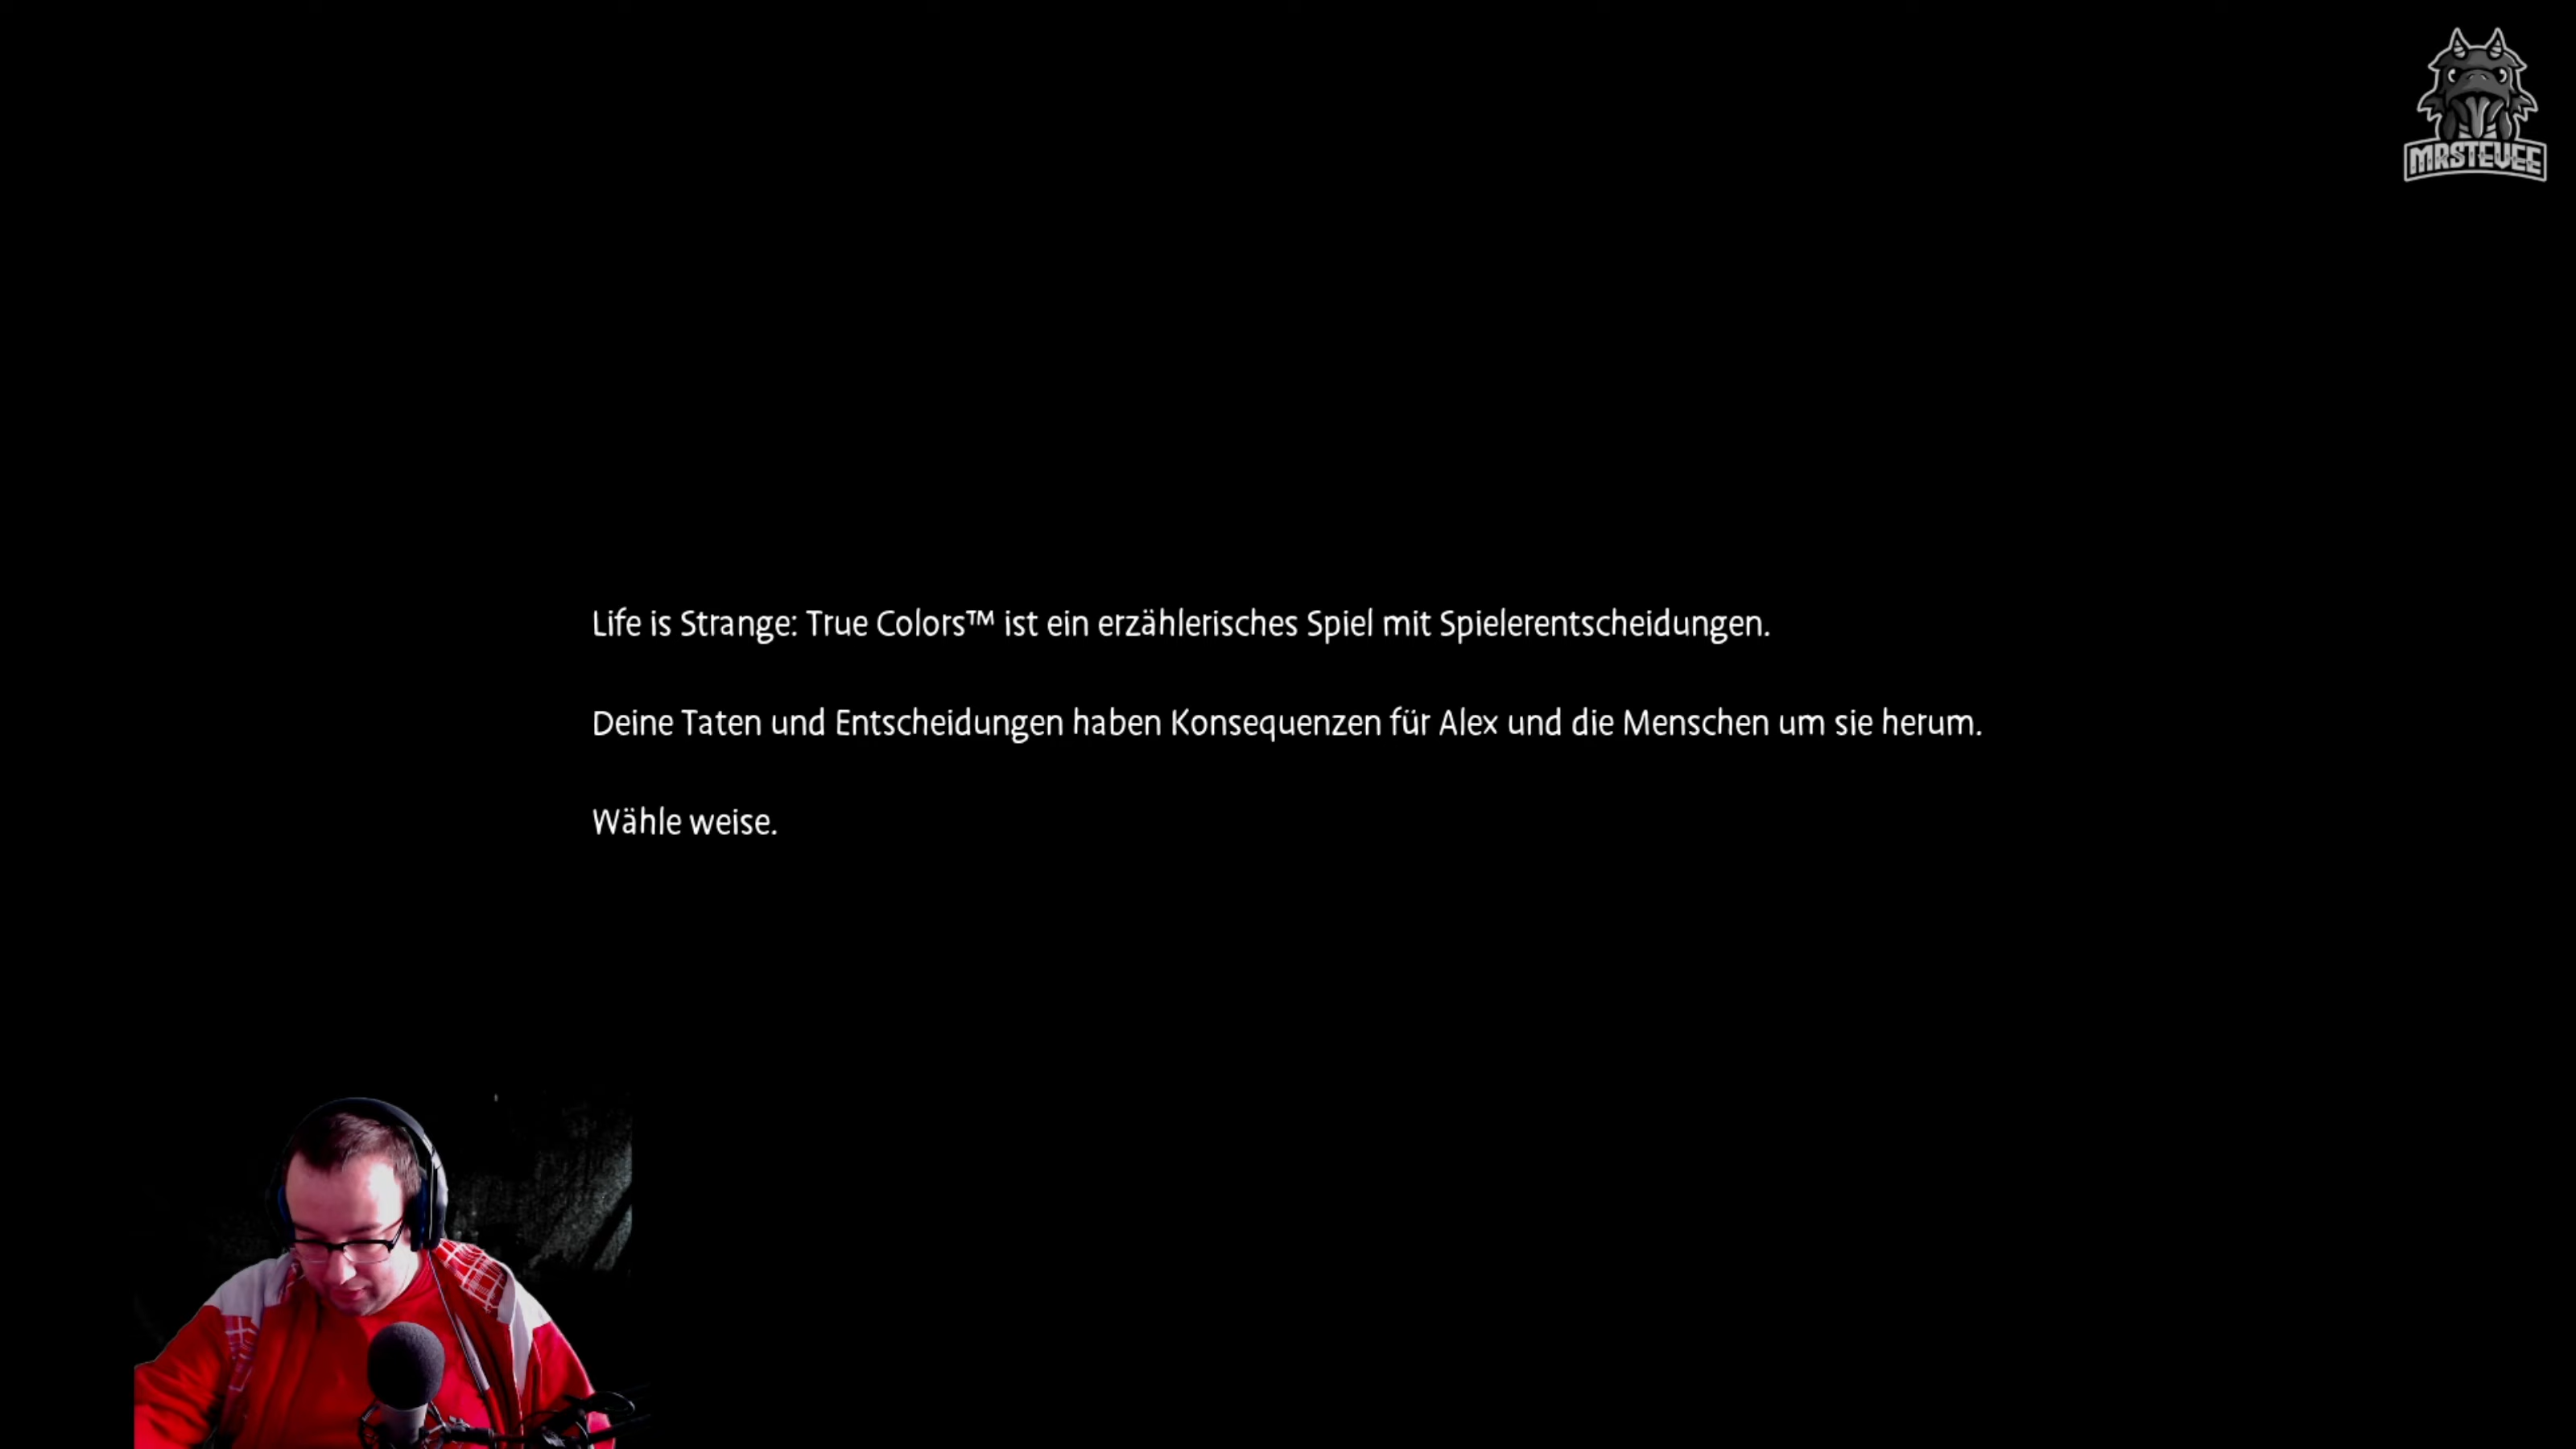 MRSTEVEE
Life is Strange: True Colors™ ist ein erzählerisches Spiel mit Spielerentscheidungen.
Deine Taten und Entscheidungen haben Konsequenzen für Alex und die Menschen um sie herum.
Wähle weise.